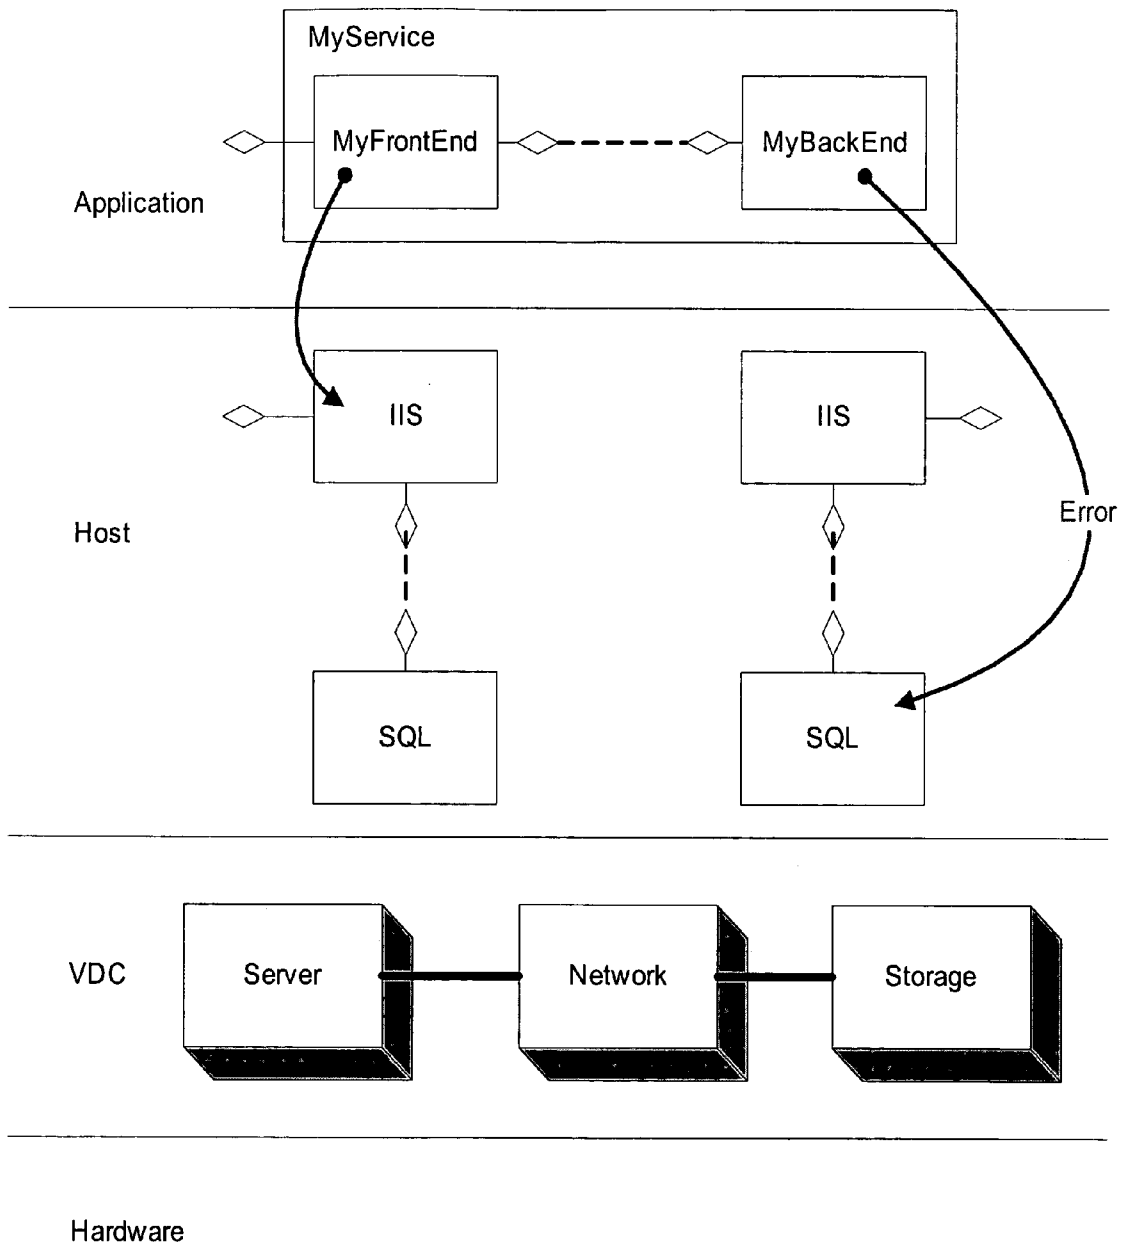 MyService
MyFrontEnd
MyBackEnd
Application
IIS
IIS
Error
Host
SQL
SQL
VDC
Server
Network
Storage
Hardware